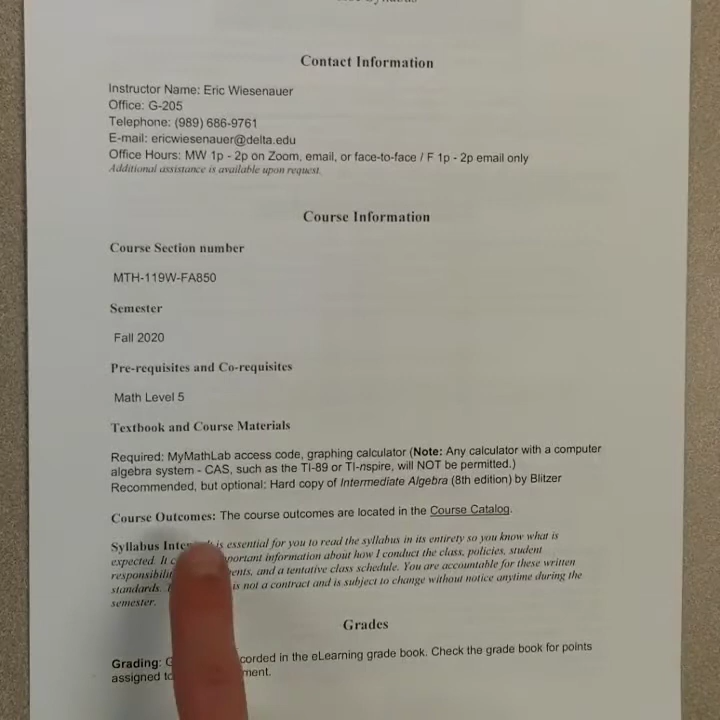 Contact Information
Instructor Name: Eric Wiesenauer
Office: G-205
Telephone: (989) 686-9761
E-mail: ericwiesenauer@delta.edu
Office Hours: MW 1p - 2p on Zoom, email, or face-to-face / F 1p - 2p email only
Additional assistance is available upon request.
Course Information
Course Section number
MTH-119W-FA850
Semester
Fall 2020
Pre-requisites and Co-requisites
Math Level 5
Textbook and Course Materials
Required: MyMathLab access code, graphing calculator (Note: Any calculator with a computer
algebra system - CAS, such as the TI-89 or TI-nspire, will NOT be permitted.)
Recommended, but optional: Hard copy of Intermediate Algebra (8th edition) by Blitzer
Course Outcomes: The course outcomes are located in the Course Catalog.
Syllabus is essential for you to read the syllabus in its entirety so you know what is
expected. It information about how I conduct the class, policies, student
and a tentative class schedule. You are accountable for these written
standards. is not a contract and is subject to change without notice anytime during the
semester.
Grades
Grading: in the eLearning grade book. Check the grade book for points
assigned